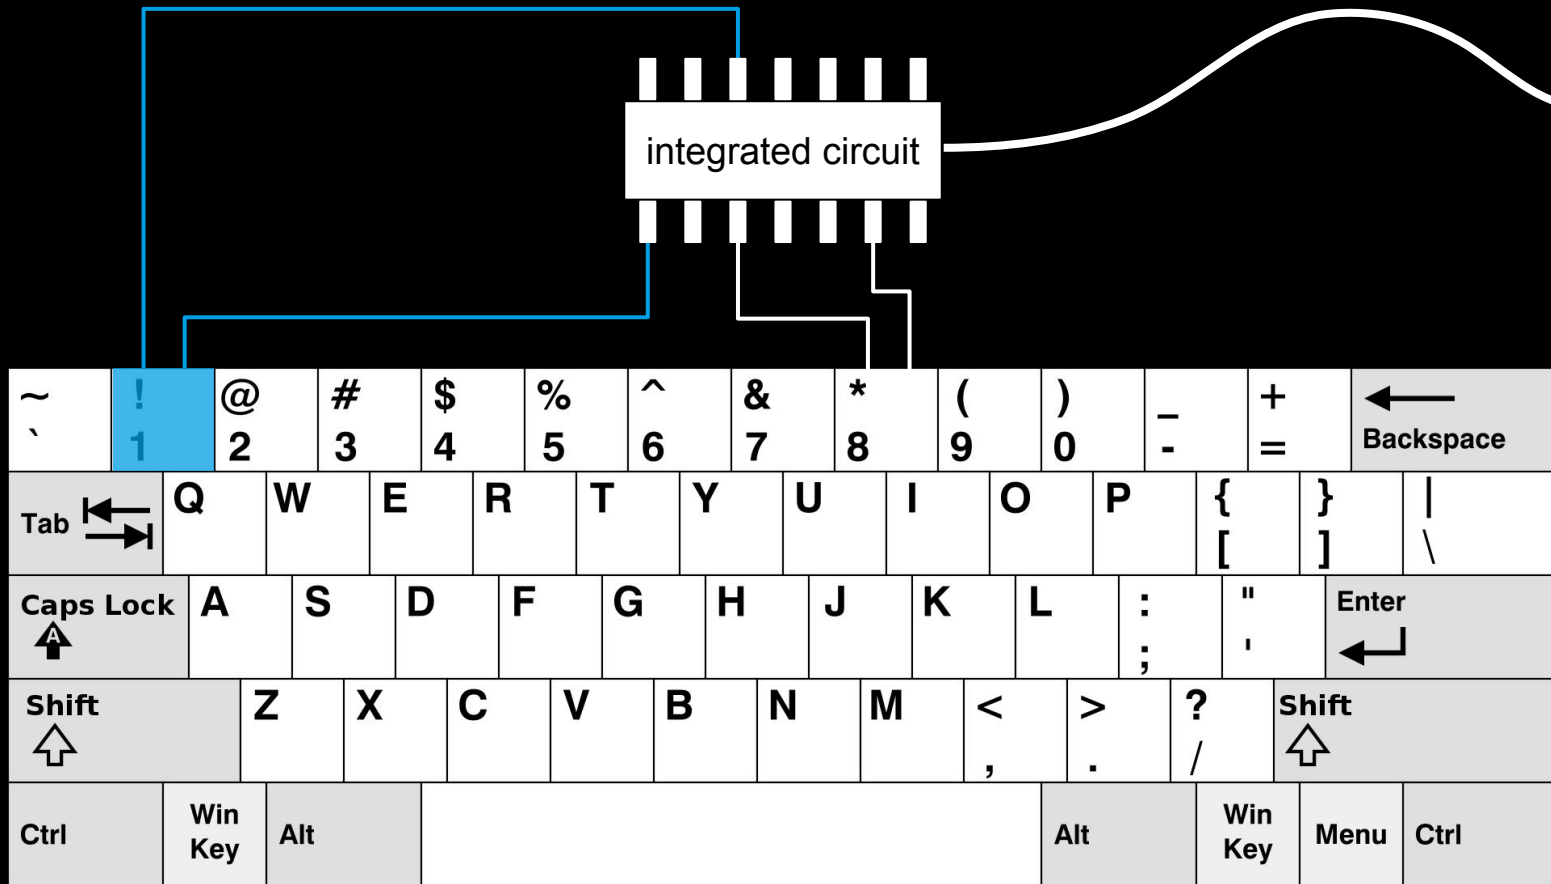 integrated circuit
~ ! @ # $ % ^ & * ( ) _ +
` 1 2 3 4 5 6 7 8 9 0 - = Backspace
Tab Q W E R T Y U I O P { } |
[ ] \
Caps Lock A S D F G H J K L : " Enter
A ; '
Shift Z X C V B N M < > ? Shift
, . /
Ctrl Win Key Alt Alt Win Key Menu Ctrl